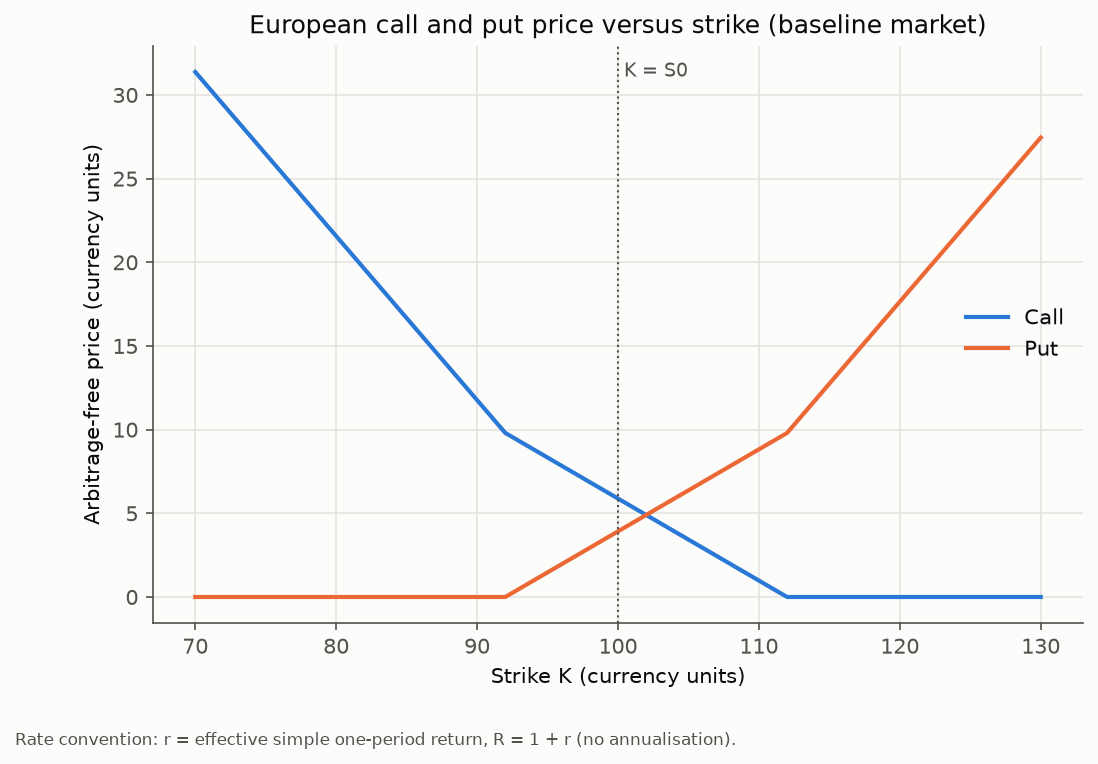 European call and put price versus strike (baseline market)
K = S0
Arbitrage-free price (currency units)
30
25
20
15
10
5
0
Call
Put
70 80 90 100 110 120 130
Strike K (currency units)
Rate convention: r = effective simple one-period return, R = 1 + r (no annualisation).